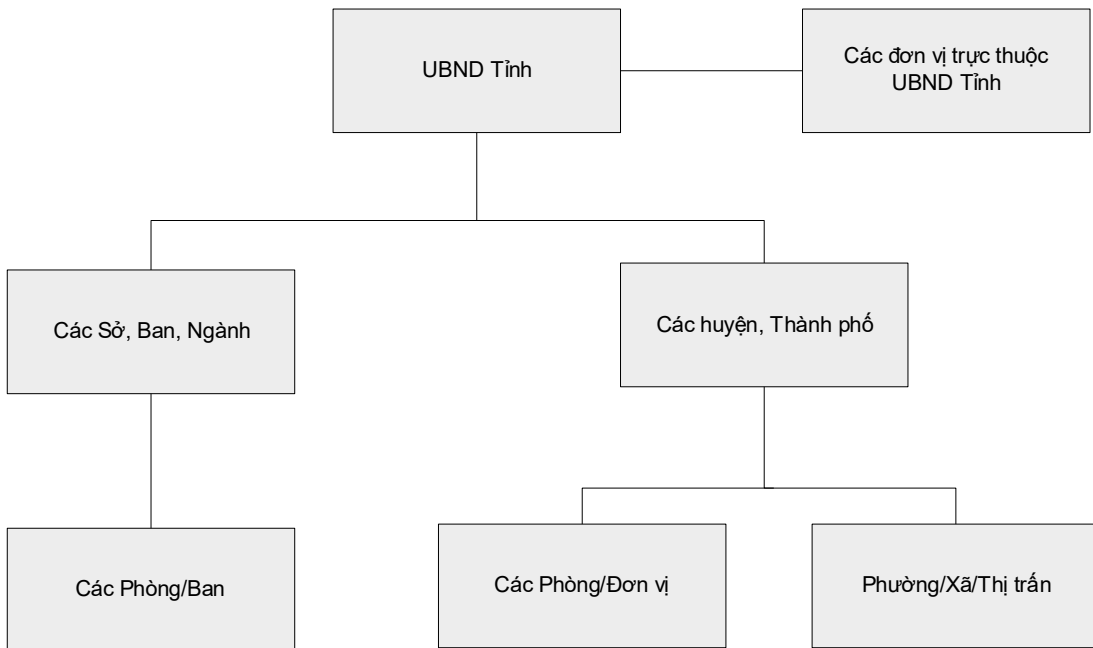 UBND Tỉnh
Các đơn vị trực thuộc
UBND Tỉnh
Các Sở, Ban, Ngành
Các huyện, Thành phố
Các Phòng/Ban
Các Phòng/Đơn vị
Phường/Xã/Thị trấn